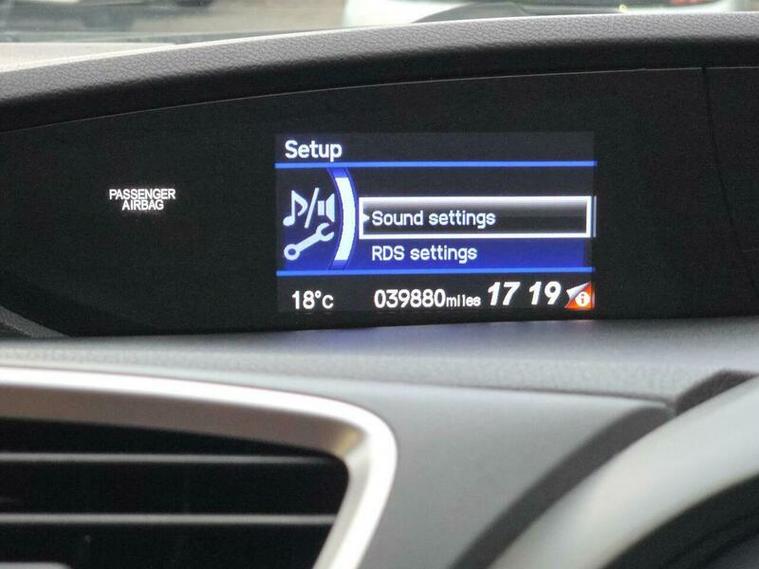 Setup
PASSENGER
AIRBAG
Sound settings
RDS settings
18°C 039880miles 17 19 i